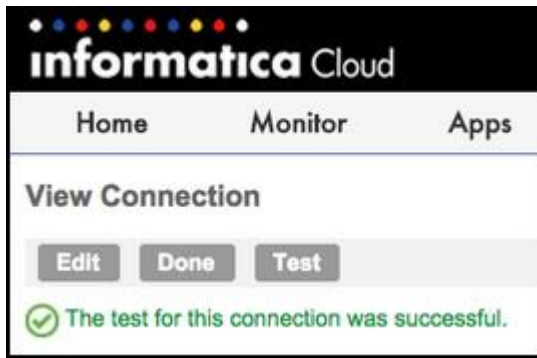 informatica Cloud
Home Monitor Apps
View Connection
Edit Done Test
The test for this connection was successful.